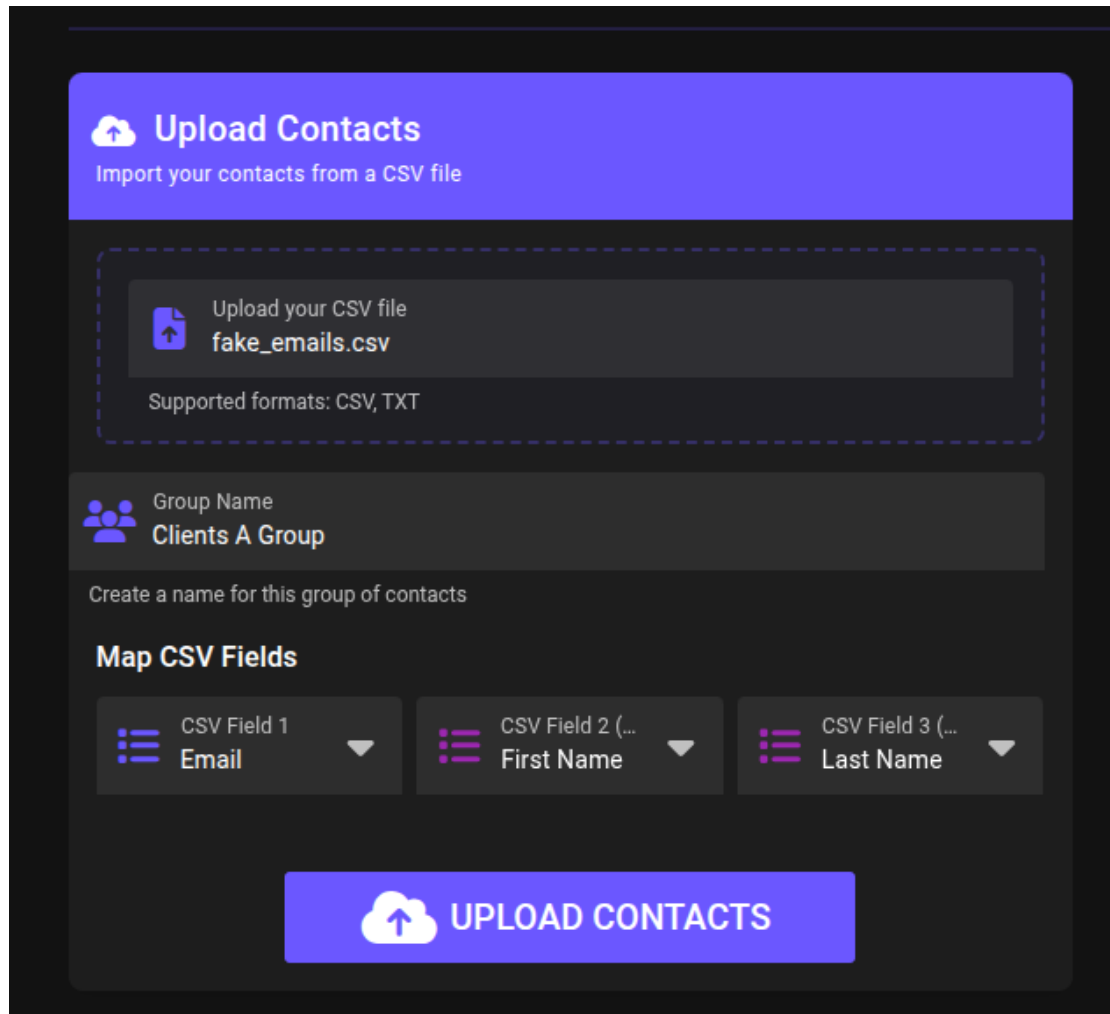 Upload Contacts
Import your contacts from a CSV file
Upload your CSV file
fake_emails.csv
Supported formats: CSV, TXT
Group Name
Clients A Group
Create a name for this group of contacts
Map CSV Fields
CSV Field 1
Email
CSV Field 2 (...
First Name
CSV Field 3 (...
Last Name
UPLOAD CONTACTS